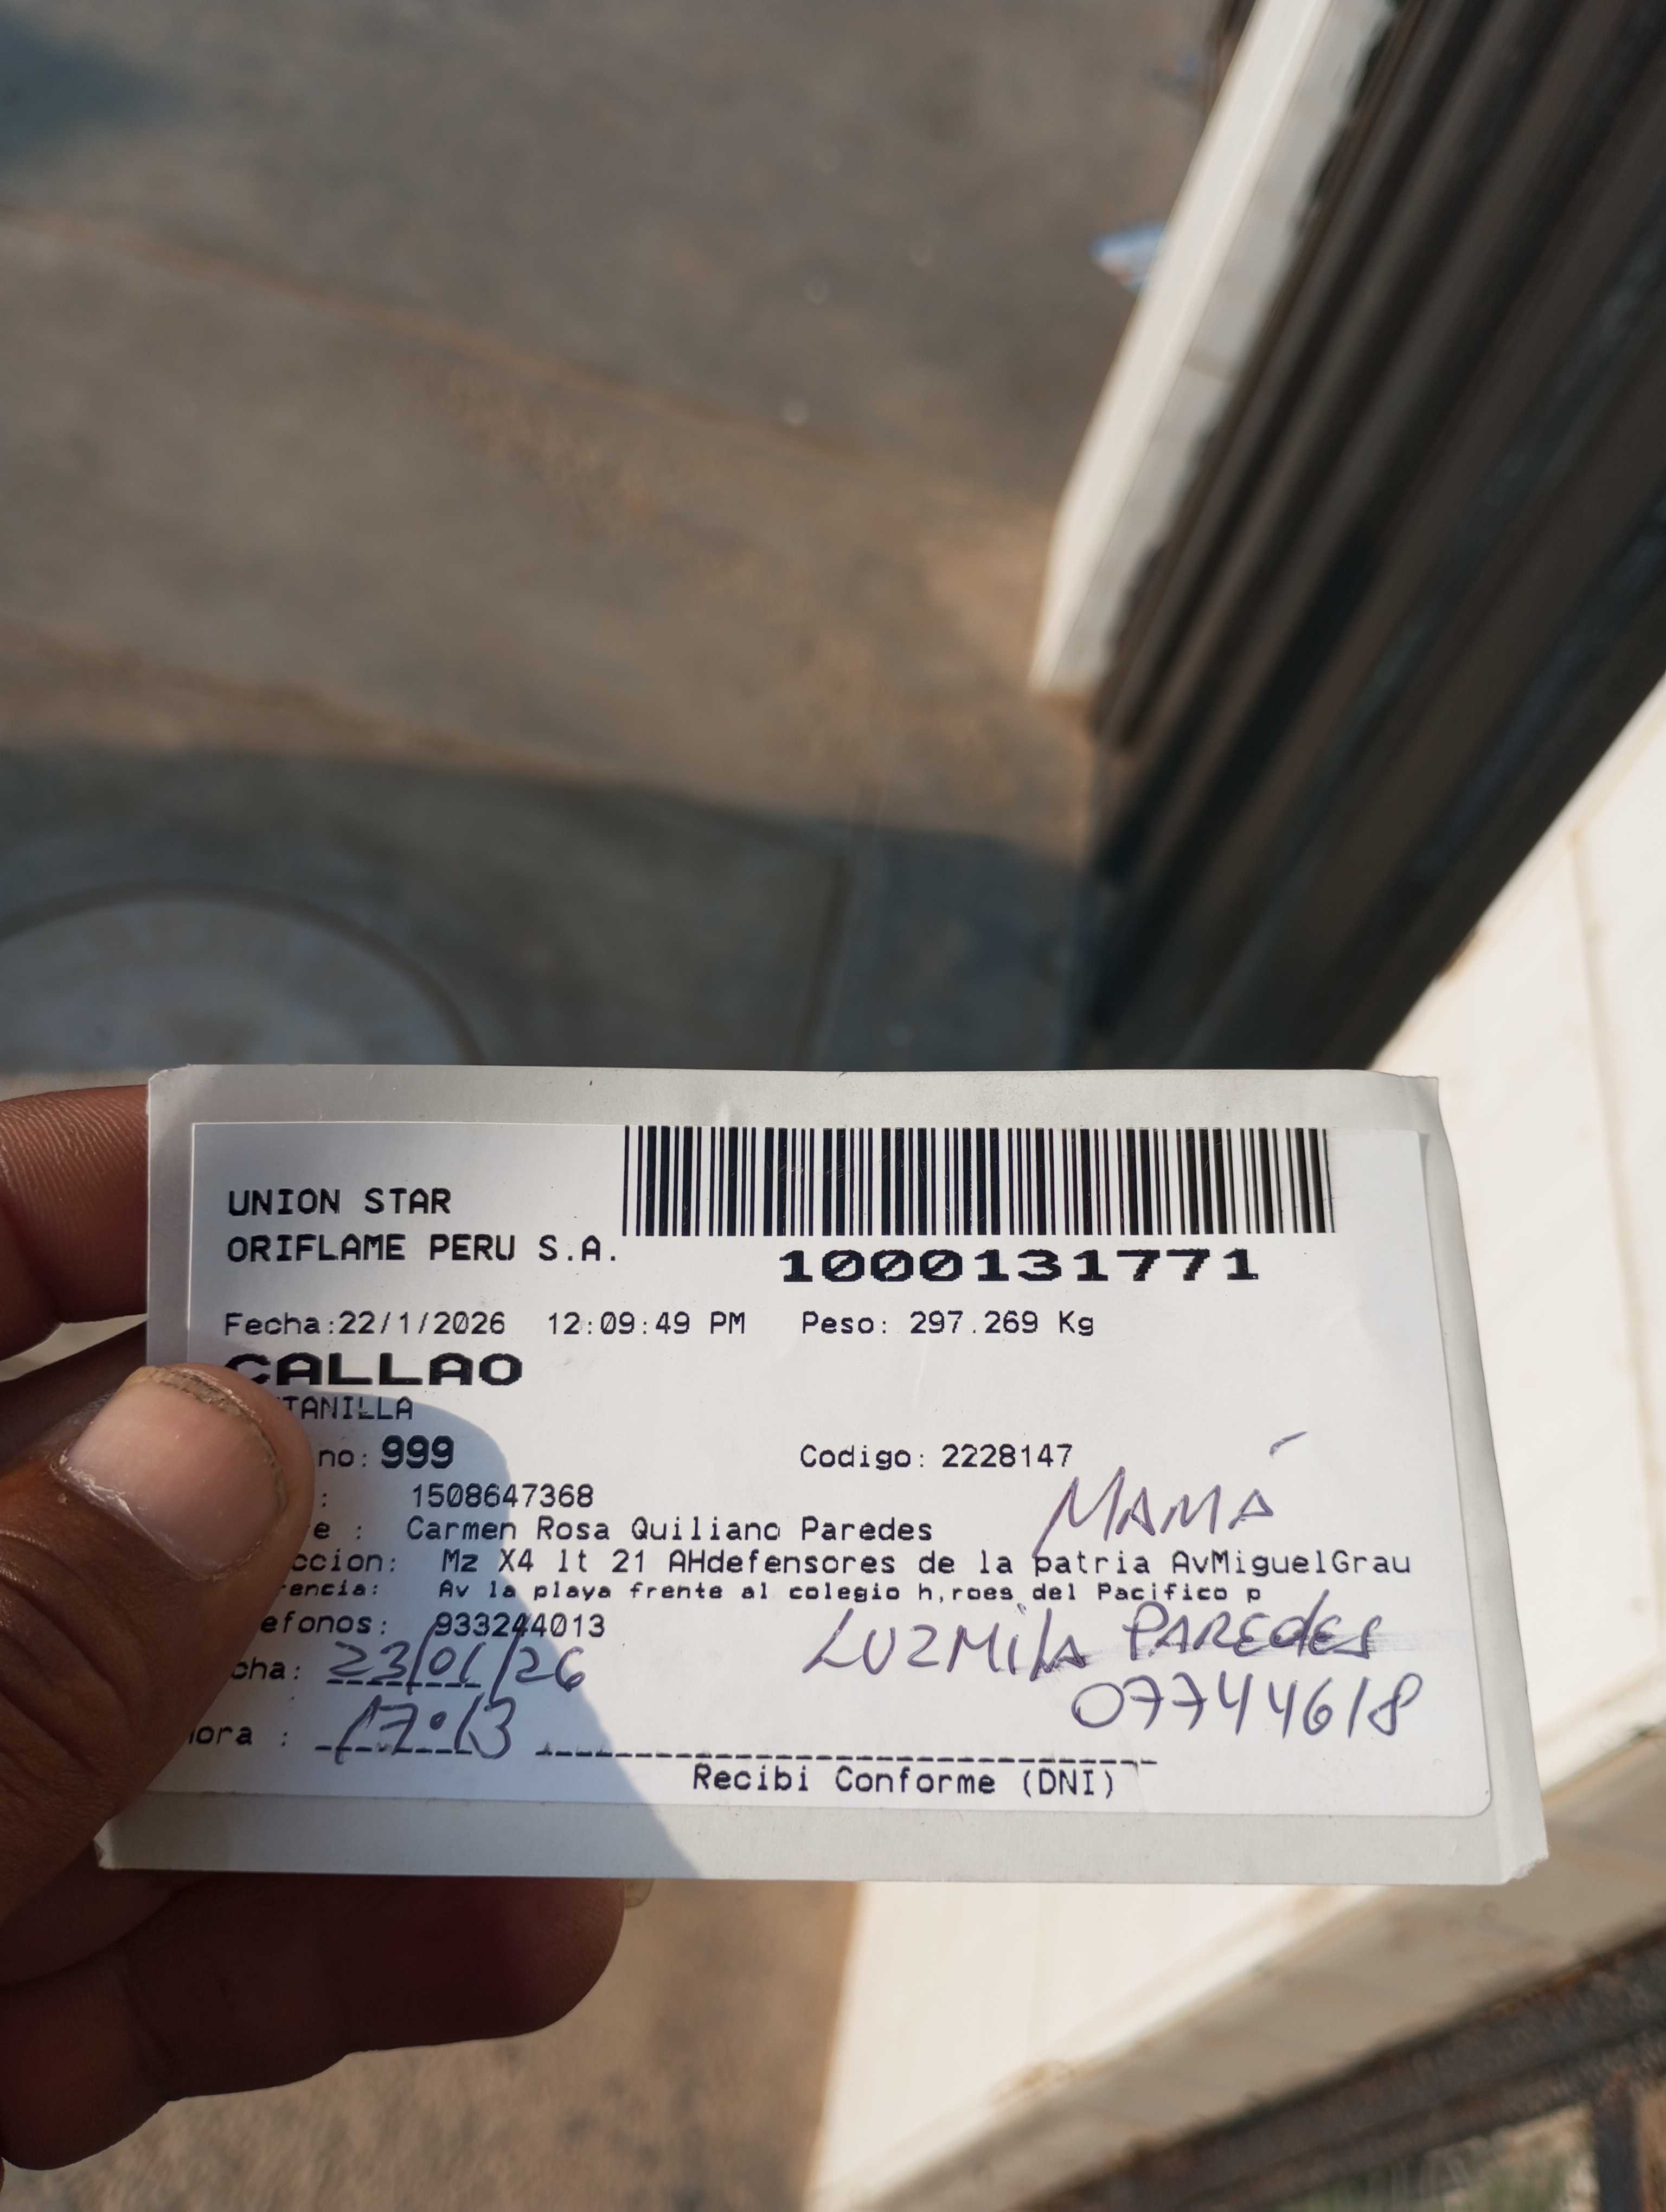 UNION STAR
ORIFLAME PERU S.A.
1000131771
Fecha:22/1/2026 12:09:49 PM Peso: 297.269 Kg
CALLAO
TANILLA
no: 999 Codigo: 2228147
: 1508647368
MAMÁ
e : Carmen Rosa Quiliano Paredes
ccion: Mz X4 lt 21 AHdefensores de la patria AvMiguelGrau
rencia: Av la playa frente al colegio h,roes del Pacifico p
efonos: 933244013
LUZMILA PAREDES
cha: 23/01/26
07744618
ora : 17:13
Recibi Conforme (DNI)